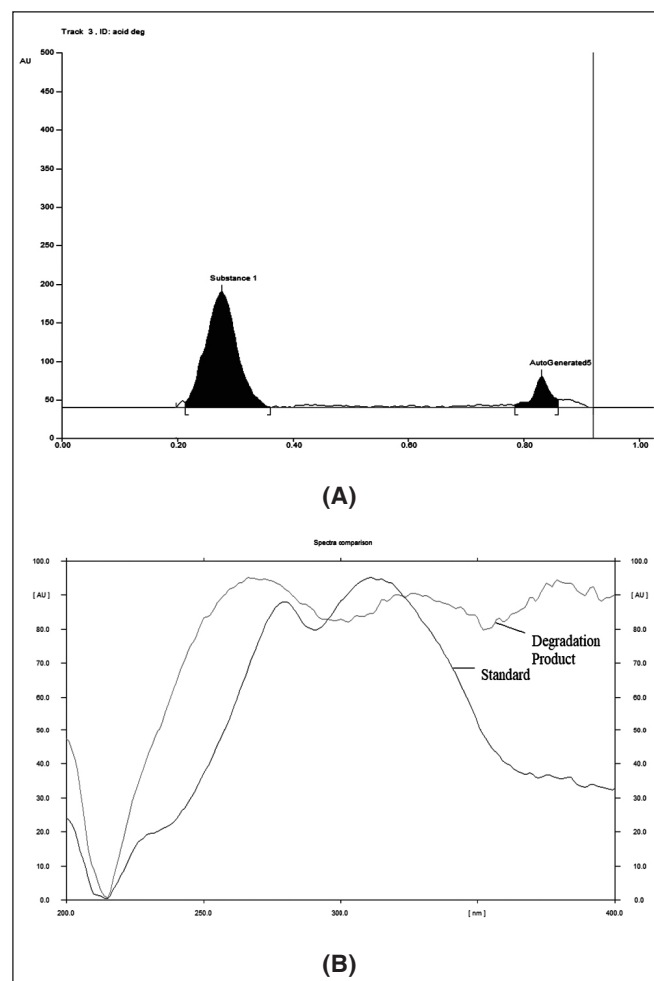 Track 3 , ID: acid deg
AU
500
450
400
350
300
250
200
150
100
50
0
Substance 1
AutoGenerated5
0.00 0.20 0.40 0.60 0.80 1.00
(A)
Spectra comparison
100.0 100.0
[ AU ] [ AU ]
90.0 90.0
80.0 80.0
Degradation
Product
70.0 70.0
Standard
60.0 60.0
50.0 50.0
40.0 40.0
30.0 30.0
20.0 20.0
10.0 10.0
0.0 0.0
200.0 250.0 300.0 [ nm ] 400.0
(B)